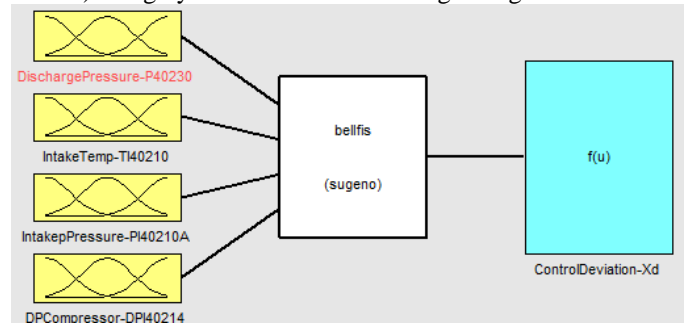 DischargePressure-P40230
IntakeTemp-TI40210
IntakepPressure-PI40210A
DPCompressor-DPI40214
bellfis
(sugeno)
f(u)
ControlDeviation-Xd